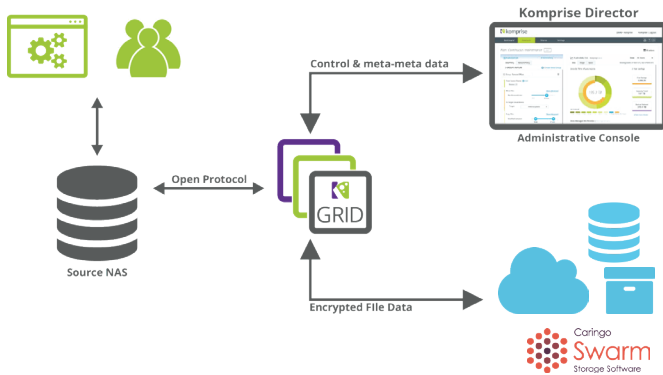 Komprise Director
komprise
Control & meta-meta data
Administrative Console
Open Protocol
GRID
Source NAS
Encrypted FIle Data
Caringo
Swarm
Storage Software